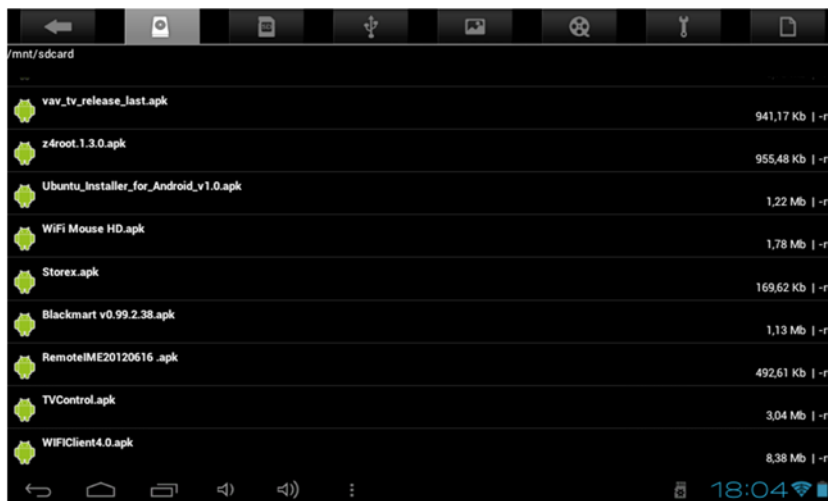 /mnt/sdcard
vav_tv_release_last.apk
941,17 Kb | -r
z4root.1.3.0.apk
955,48 Kb | -r
Ubuntu_Installer_for_Android_v1.0.apk
1,22 Mb | -r
WiFi Mouse HD.apk
1,78 Mb | -r
Storex.apk
169,62 Kb | -r
Blackmart v0.99.2.38.apk
1,13 Mb | -r
RemoteIME20120616 .apk
492,61 Kb | -r
TVControl.apk
3,04 Mb | -r
WIFIClient4.0.apk
8,38 Mb | -r
18:04